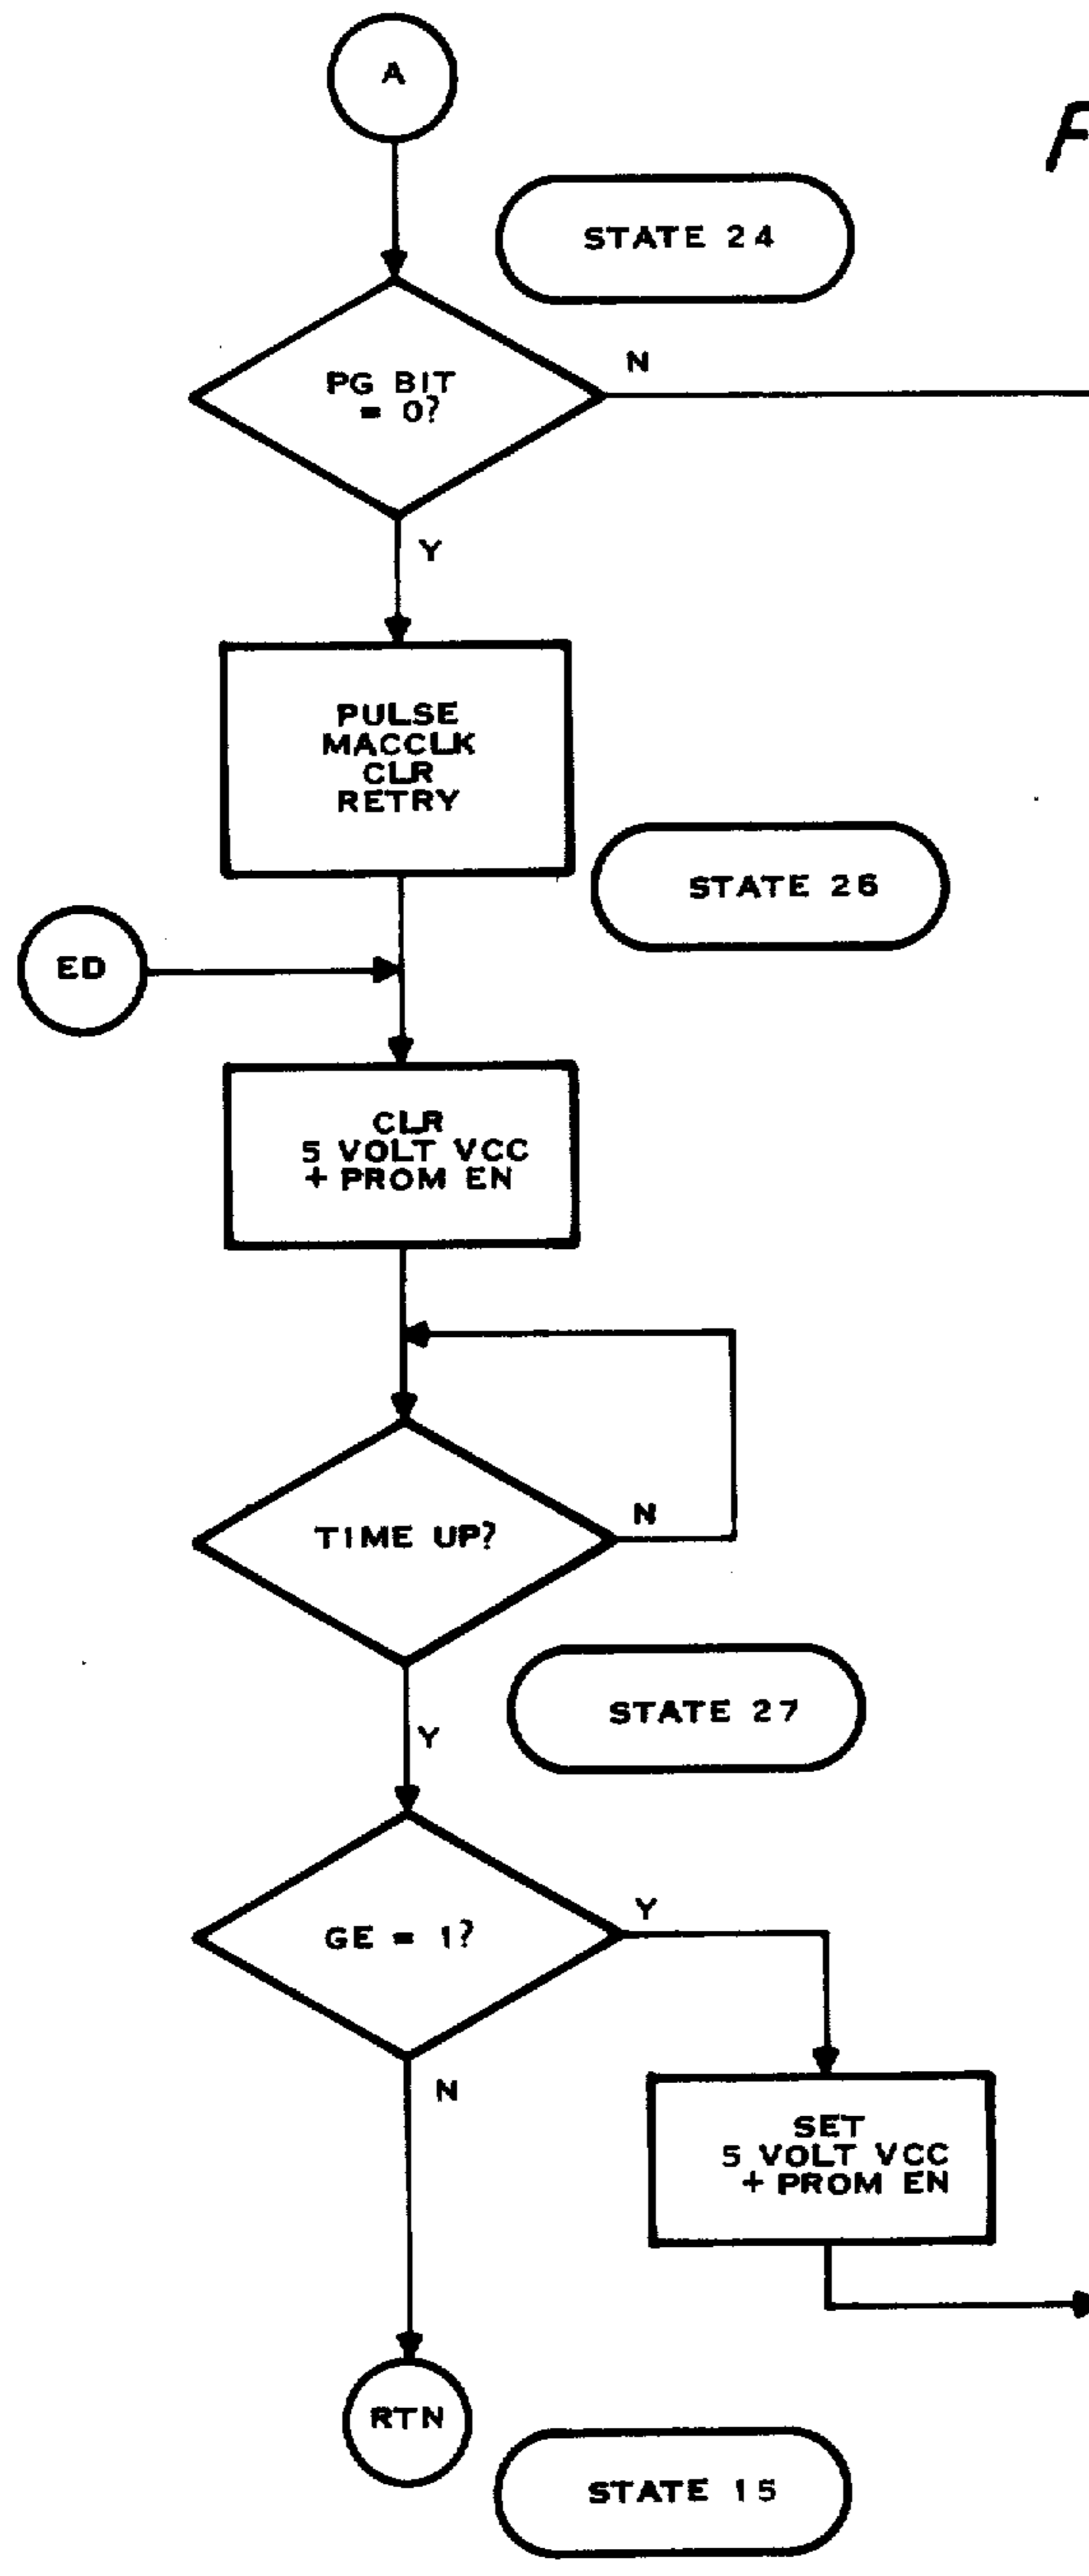 A
F
STATE 24
PG BIT
= 0?
N
Y
PULSE
MACCLK
CLR
RETRY
STATE 26
ED
CLR
5 VOLT VCC
+ PROM EN
TIME UP?
N
STATE 27
Y
GE = 1?
Y
N
SET
5 VOLT VCC
+ PROM EN
RTN
STATE 15